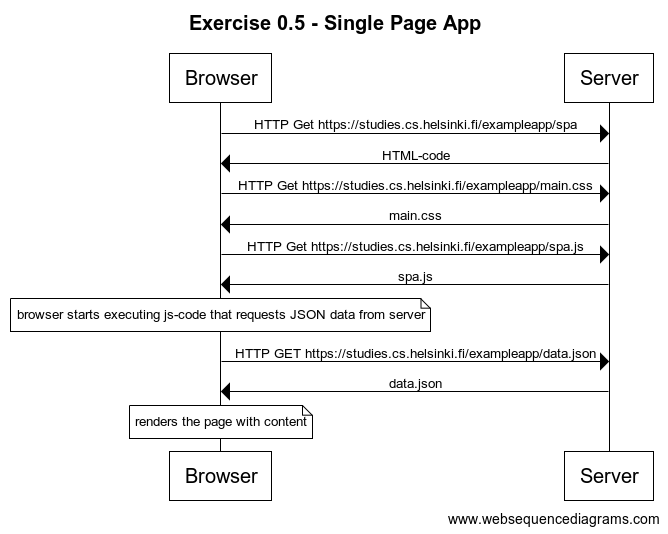 Exercise 0.5 - Single Page App
Browser
Server
HTTP Get https://studies.cs.helsinki.fi/exampleapp/spa
HTML-code
HTTP Get https://studies.cs.helsinki.fi/exampleapp/main.css
main.css
HTTP Get https://studies.cs.helsinki.fi/exampleapp/spa.js
spa.js
browser starts executing js-code that requests JSON data from server
HTTP GET https://studies.cs.helsinki.fi/exampleapp/data.json
data.json
renders the page with content
Browser
Server
www.websequencediagrams.com